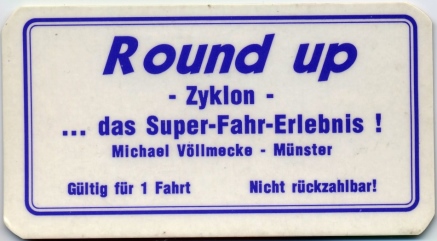 Round up
- Zyklon -
... das Super-Fahr-Erlebnis !
Michael Völlmecke - Münster
Gültig für 1 Fahrt Nicht rückzahlbar!